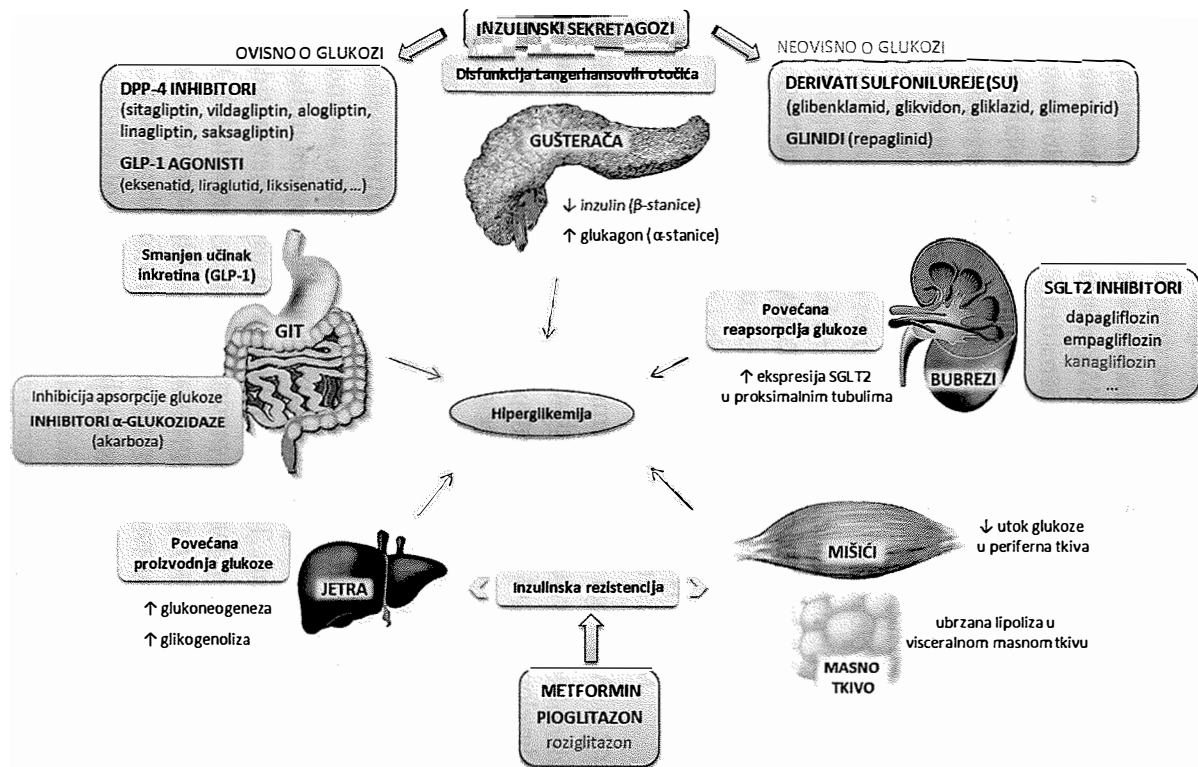 INZULINSKI SEKRETAGOZI
OVISNO O GLUKOZI
NEOVISNO O GLUKOZI
Disfunkcija Langerhansovih otočića
DPP-4 INHIBITORI
(sitagliptin, vildagliptin, alogliptin,
linagliptin, saksagliptin)
GLP-1 AGONISTI
(eksenatid, liraglutid, liksisenatid, ...)
DERIVATI SULFONILUREJE (SU)
(glibenklamid, glikvidon, gliklazid, glimepirid)
GLINIDI (repaglinid)
GUŠTERAČA
↓ inzulin (β-stanice)
↑ glukagon (α-stanice)
Smanjen učinak
inkretina (GLP-1)
GIT
Inhibicija apsorpcije glukoze
INHIBITORI α-GLUKOZIDAZE
(akarboza)
Povećana
reapsorpcija glukoze
↑ ekspresija SGLT2
u proksimalnim tubulima
BUBREZI
SGLT2 INHIBITORI
dapagliflozin
empagliflozin
kanagliflozin
...
Hiperglikemija
Povećana
proizvodnja glukoze
↑ glukoneogeneza
↑ glikogenoliza
JETRA
Inzulinska rezistencija
MIŠIĆI
↓ utok glukoze
u periferna tkiva
ubrzana lipoliza u
visceralnom masnom tkivu
MASNO
TKIVO
METFORMIN
PIOGLITAZON
roziglitazon